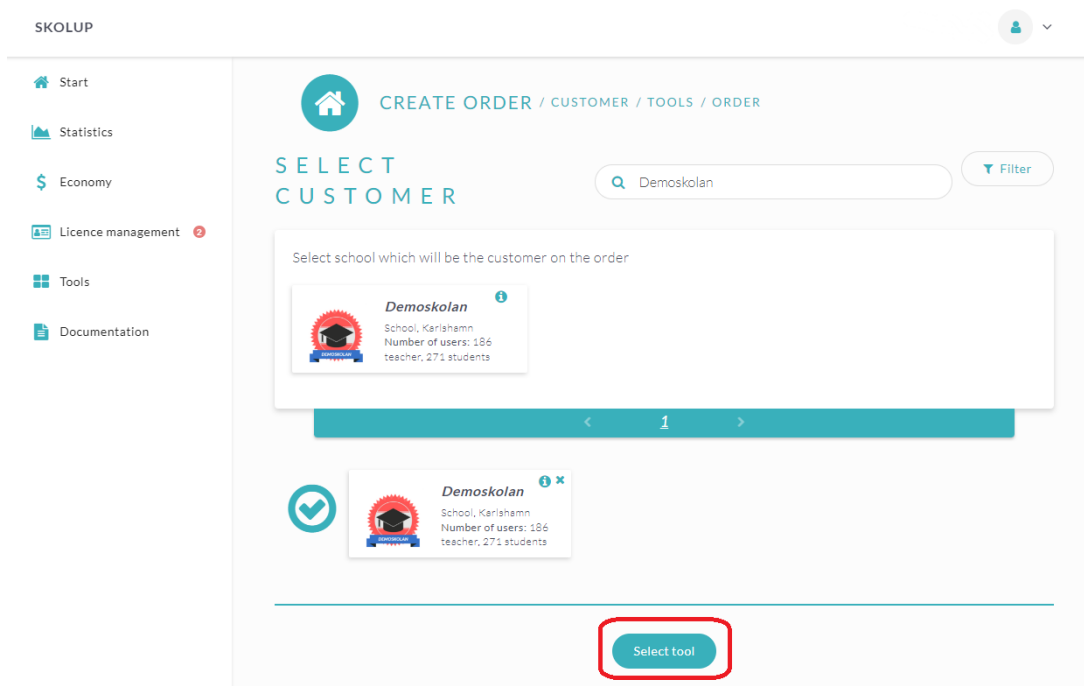 SKOLUP
Start
Statistics
Economy
Licence management 2
Tools
Documentation
CREATE ORDER / CUSTOMER / TOOLS / ORDER
SELECT
CUSTOMER
Demoskolan
Filter
Select school which will be the customer on the order
Demoskolan
School, Karlshamn
Number of users: 186
teacher, 271 students
DEMOSKOLAN
< 1 >
Demoskolan
School, Karlshamn
Number of users: 186
teacher, 271 students
DEMOSKOLAN
Select tool